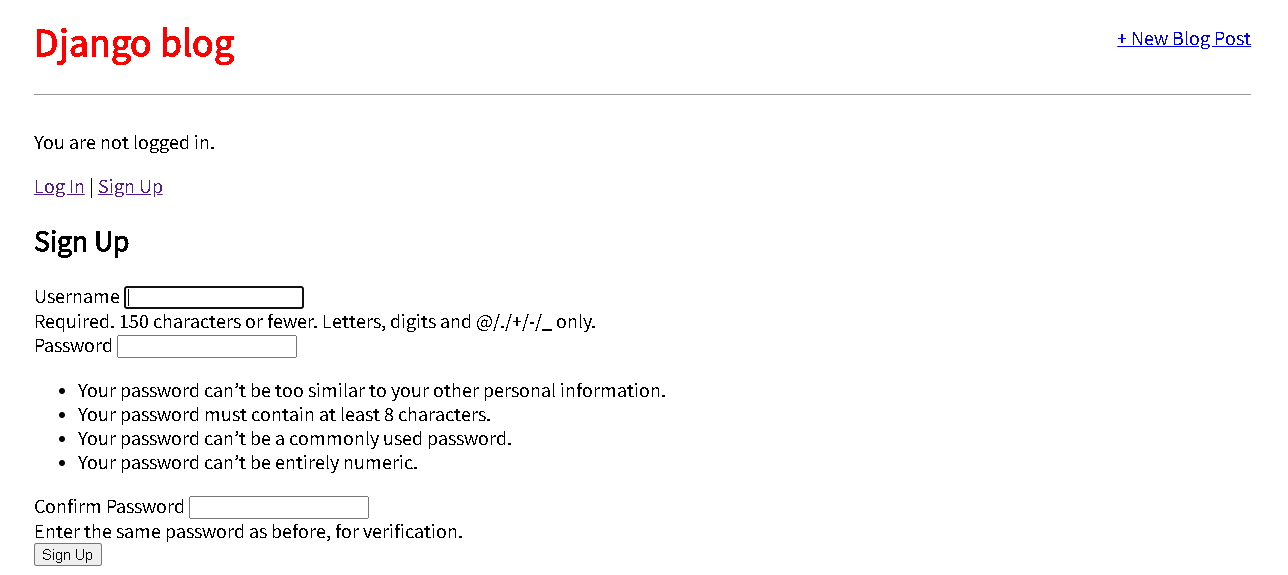 Django blog
+ New Blog Post
You are not logged in.
Log In | Sign Up
Sign Up
Username
Required. 150 characters or fewer. Letters, digits and @/./+/-/_ only.
Password
• Your password can’t be too similar to your other personal information.
• Your password must contain at least 8 characters.
• Your password can’t be a commonly used password.
• Your password can’t be entirely numeric.
Confirm Password
Enter the same password as before, for verification.
Sign Up